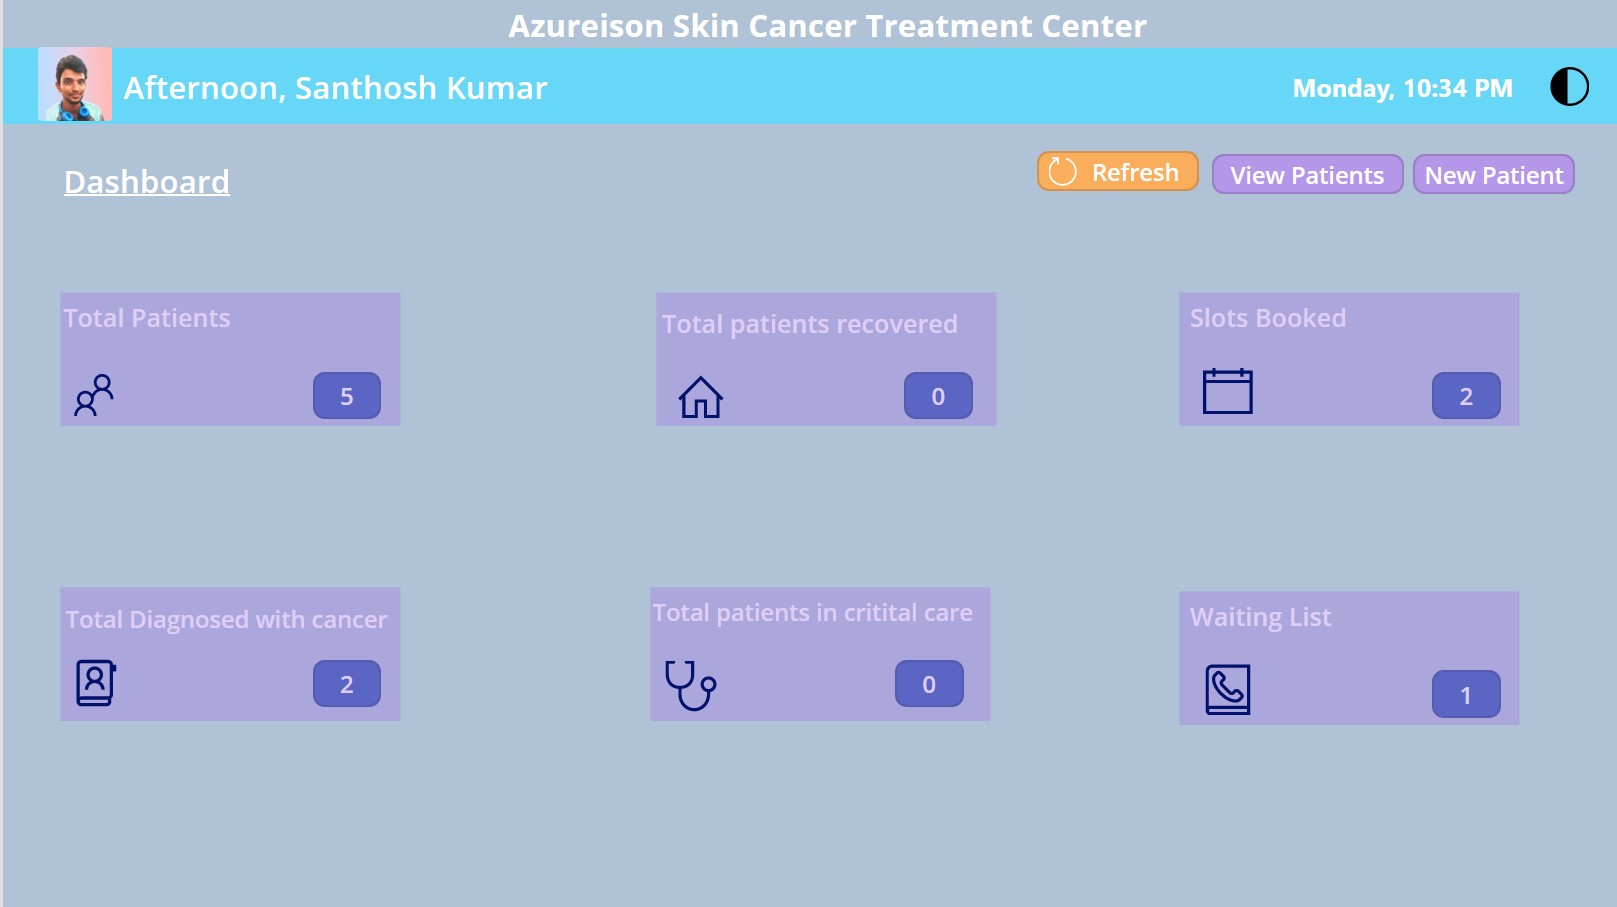 Azureison Skin Cancer Treatment Center
Afternoon, Santhosh Kumar
Monday, 10:34 PM
Dashboard
Refresh
View Patients
New Patient
Total Patients
5
Total patients recovered
0
Slots Booked
2
Total Diagnosed with cancer
2
Total patients in critital care
0
Waiting List
1